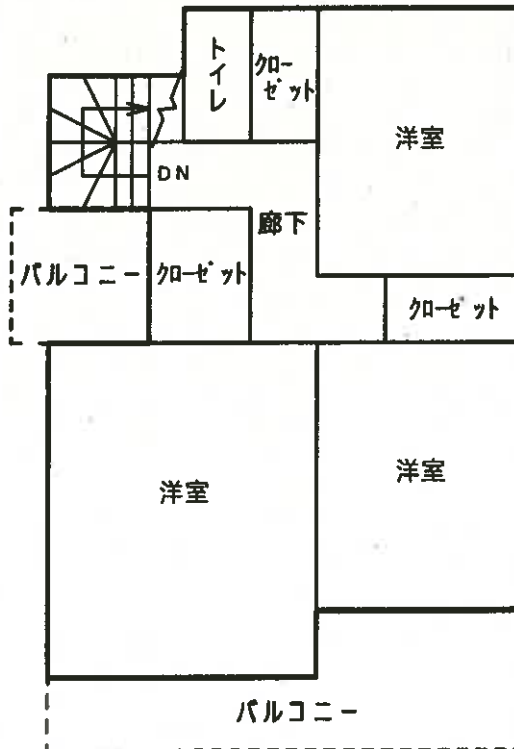 トイレ
クロー
ゼット
洋室
DN
廊下
バルコニー
クローゼット
クローゼット
洋室
洋室
バルコニー